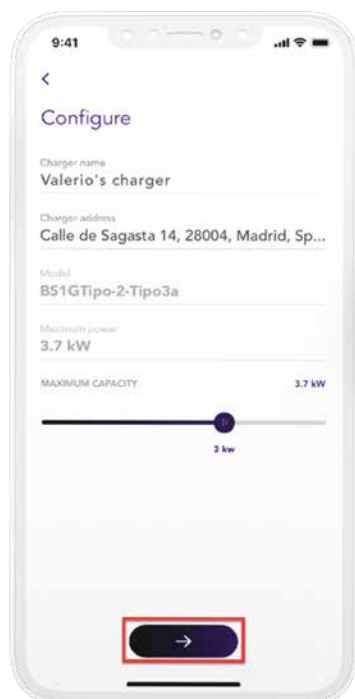 9:41
Configure
Charger name
Valerio's charger
Charger address
Calle de Sagasta 14, 28004, Madrid, Sp...
Model
BS1GTipo-2-Tipo3a
Maximum power
3.7 kW
MAXIMUM CAPACITY 3.7 kW
3 kw